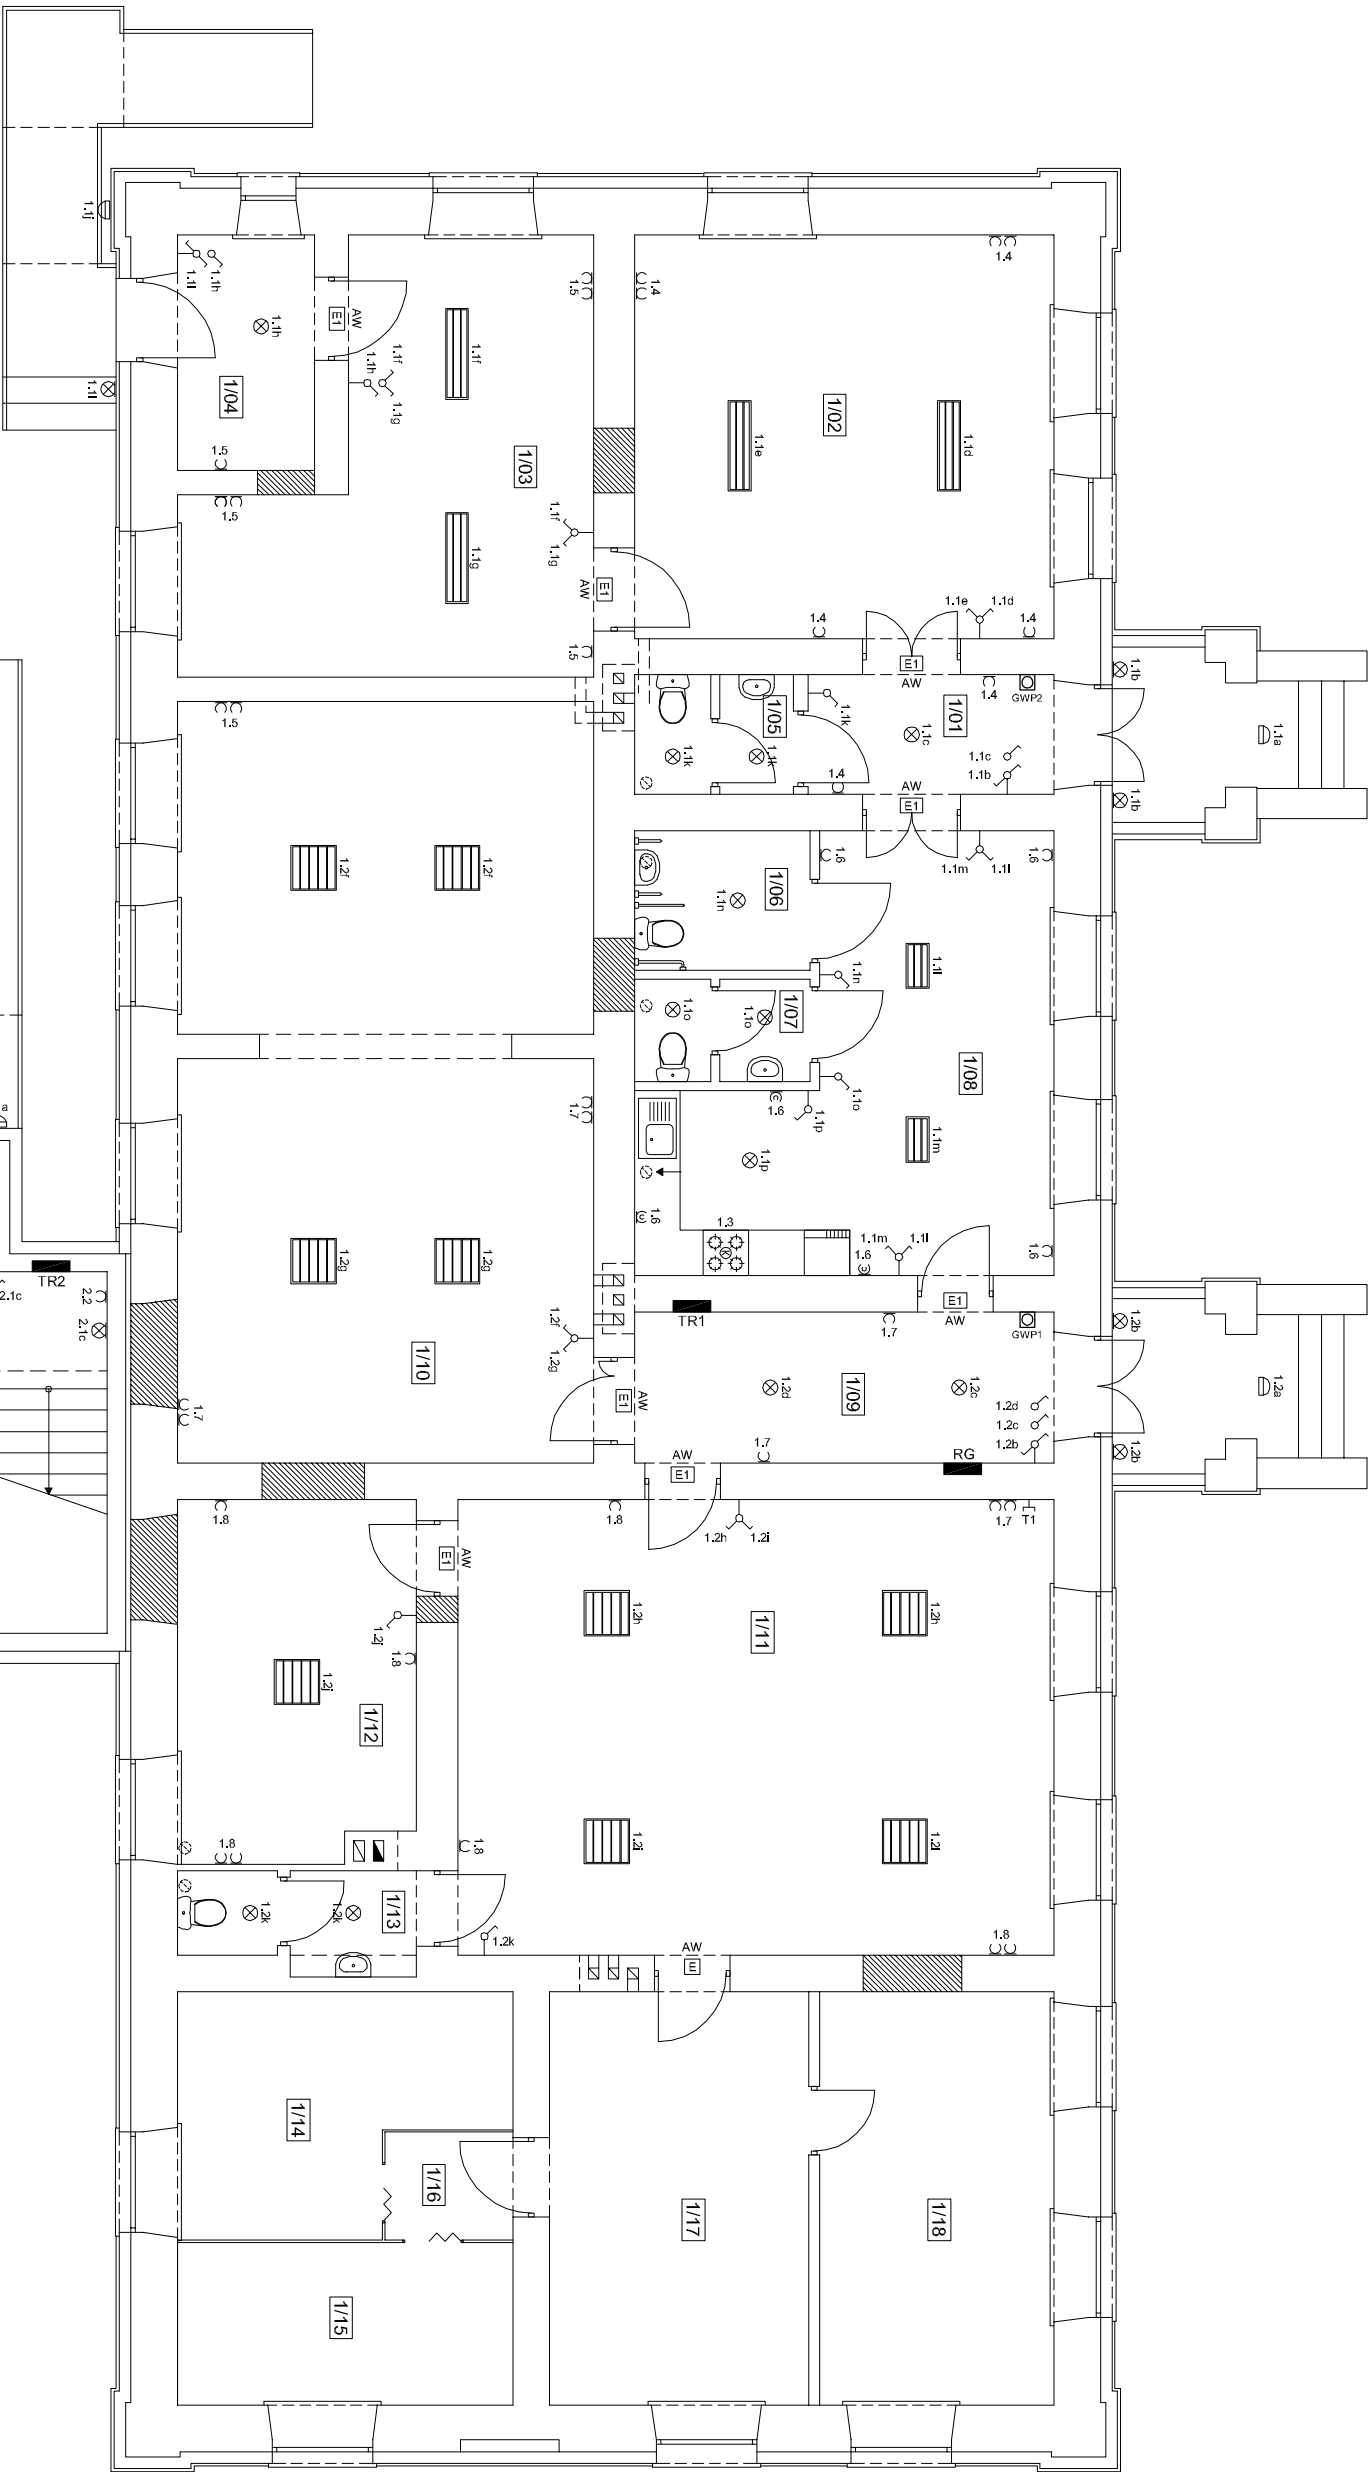 1.1j
1.1l
1.1h
1.1h
E1
AW
1.1h
1.1f
1.1g
1.1l
1/04
1.5
1.5
1.1f
1.5
1/03
1.1f
1.1g
1.1g
E1
AW
1.5
1.4
1.4
1/02
1.1e
1.1d
1.1e
1.1d
1.4
1.4
E1
AW
1.4
GWP2
1.1b
1/05
1.1k
1/01
1.1c
1.1c
1.1b
1.1a
1.1k
1.1k
1.4
AW
E1
1.1b
1.5
1.6
1.1m
1.1l
1.6
1.2f
1.2f
1/06
1.1n
1.1l
1.1n
1.1o
1.1o
1/07
1/08
1.1o
1.6
1.1p
1.7
1.1m
1.1p
1.6
1.3
1.1m
1.1l
1.6
1.6
1.2g
1.2g
a
TR2
2.1c
2.2
2.1c
TR1
1.7
E1
AW
GWP1
1.2b
1.2f
1.2g
1/10
E1
AW
1.2d
1/09
1.2c
1.2d
1.2c
1.2b
1.2a
1.7
1.7
AW
E1
RG
1.2b
1.8
1.8
1.2h
1.2i
1.7
T1
E1
AW
1.2j
1.8
1.2h
1/11
1.2h
1.2j
1/12
1.8
1.8
1.2i
1.2i
1.2k
1.2k
1/13
1.2k
AW
E
1.8
1/14
1/16
1/17
1/18
1/15